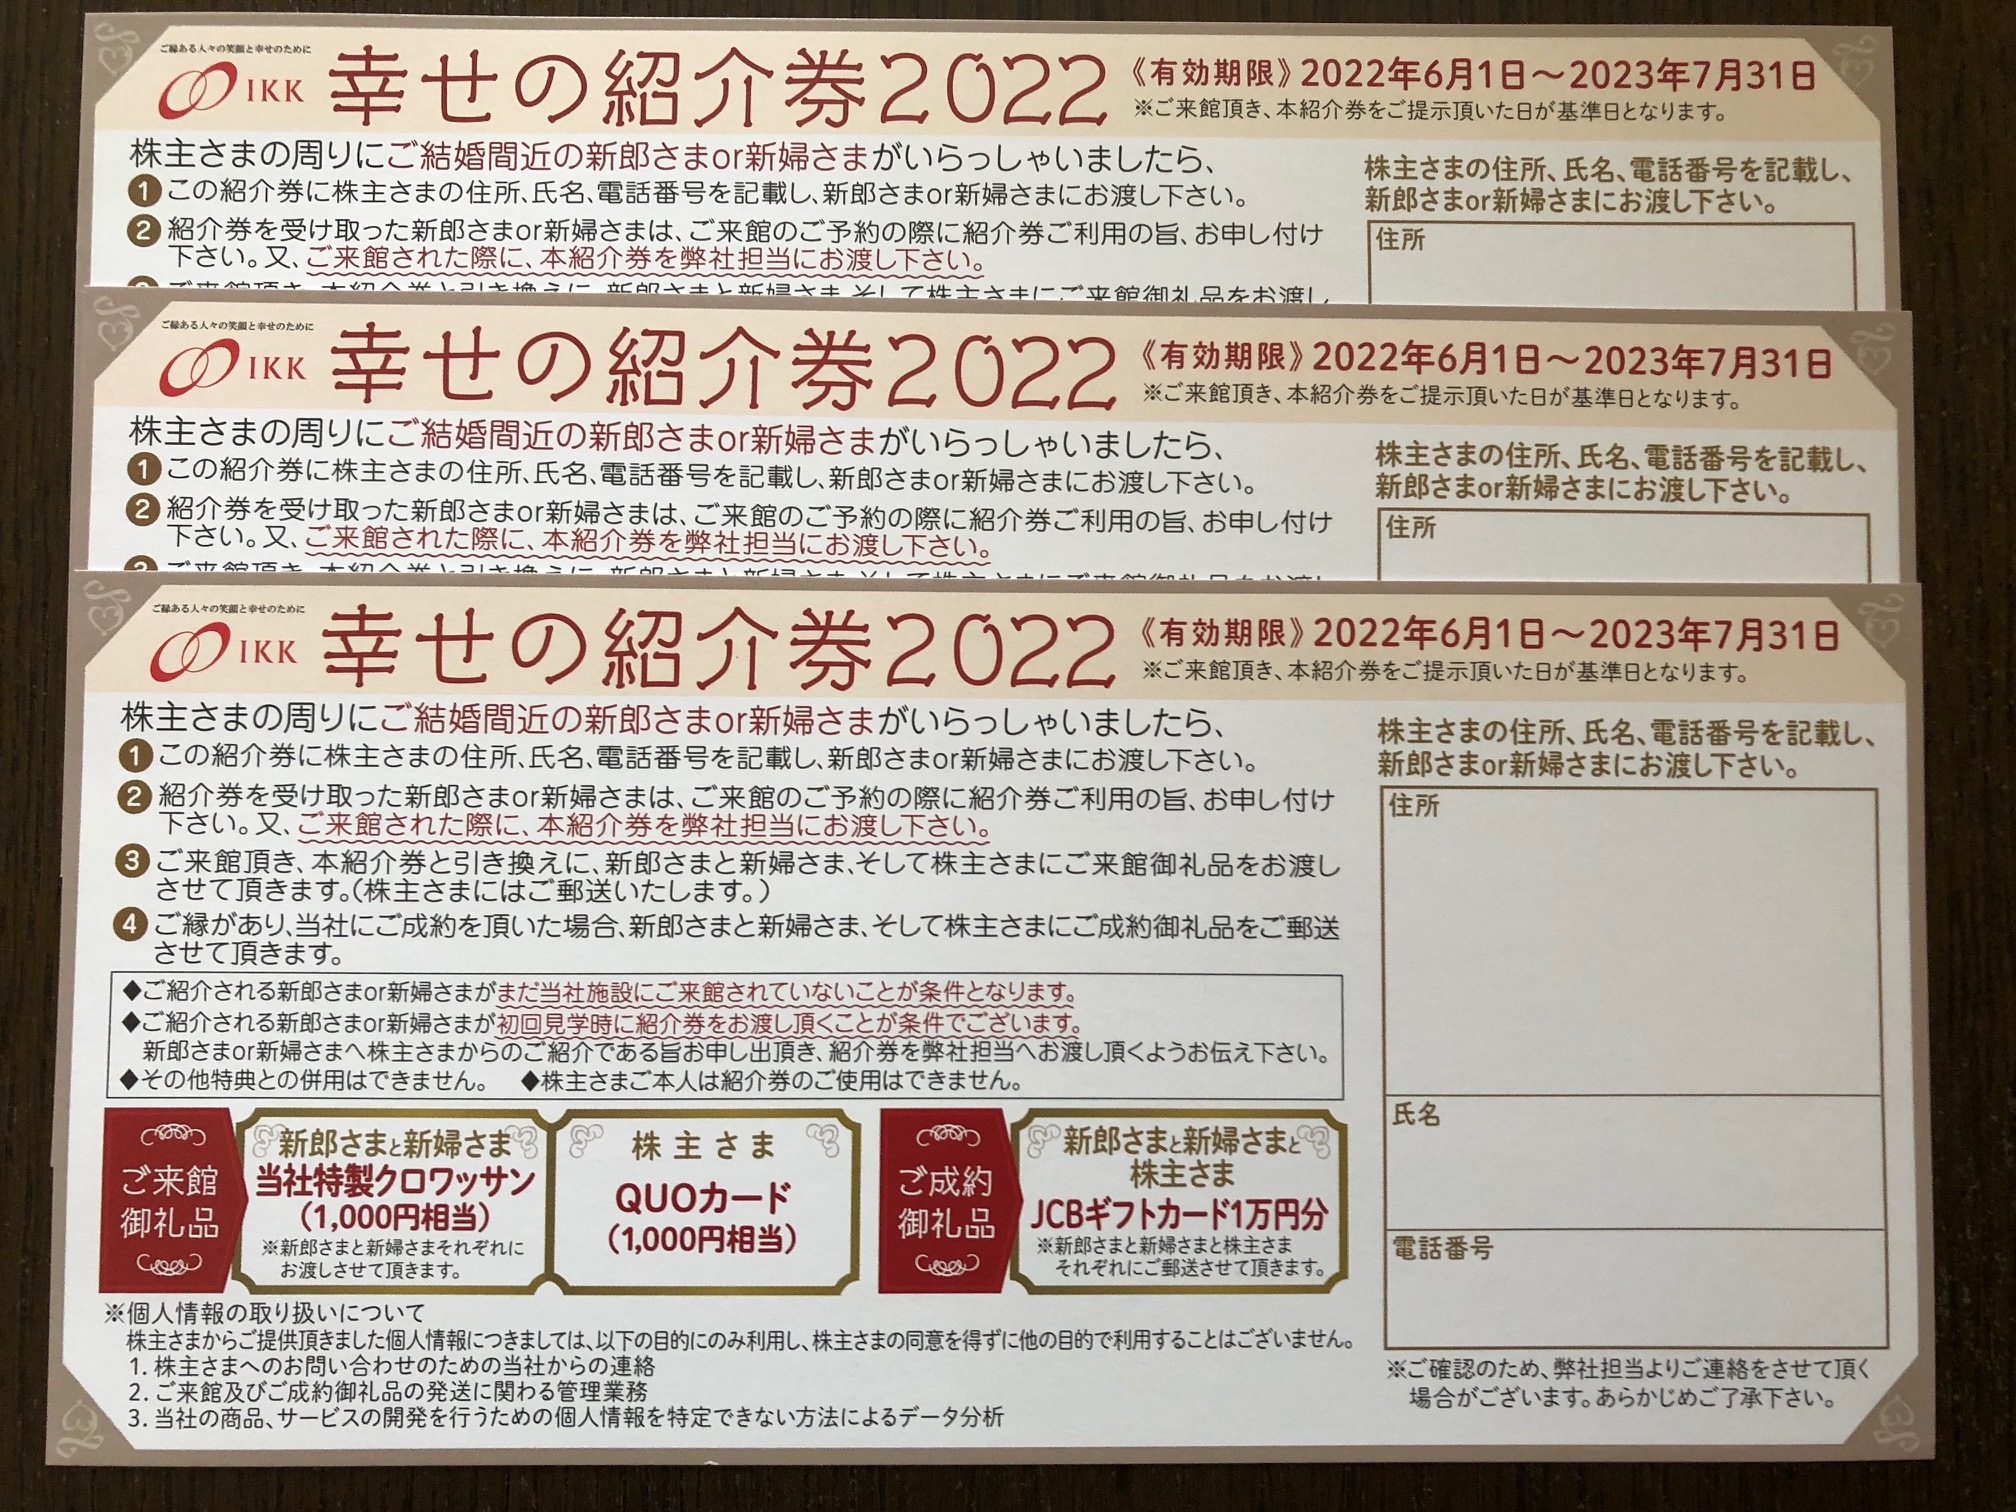 ご縁ある人々の笑顔と幸せのために
IKK
幸せの紹介券2022
《有効期限》2022年6月1日〜2023年7月31日
※ご来館頂き、本紹介券をご提示頂いた日が基準日となります。
株主さまの周りにご結婚間近の新郎さまor新婦さまがいらっしゃいましたら、
1 この紹介券に株主さまの住所、氏名、電話番号を記載し、新郎さまor新婦さまにお渡し下さい。
2 紹介券を受け取った新郎さまor新婦さまは、ご来館のご予約の際に紹介券ご利用の旨、お申し付け
下さい。又、ご来館された際に、本紹介券を弊社担当にお渡し下さい。
3 ご来館頂き、本紹介券と引き換えに、新郎さまと新婦さま、そして株主さまにご来館御礼品をお渡し
株主さまの住所、氏名、電話番号を記載し、
新郎さまor新婦さまにお渡し下さい。
住所
ご縁ある人々の笑顔と幸せのために
IKK
幸せの紹介券2022
《有効期限》2022年6月1日〜2023年7月31日
※ご来館頂き、本紹介券をご提示頂いた日が基準日となります。
株主さまの周りにご結婚間近の新郎さまor新婦さまがいらっしゃいましたら、
1 この紹介券に株主さまの住所、氏名、電話番号を記載し、新郎さまor新婦さまにお渡し下さい。
2 紹介券を受け取った新郎さまor新婦さまは、ご来館のご予約の際に紹介券ご利用の旨、お申し付け
下さい。又、ご来館された際に、本紹介券を弊社担当にお渡し下さい。
株主さまの住所、氏名、電話番号を記載し、
新郎さまor新婦さまにお渡し下さい。
住所
ご縁ある人々の笑顔と幸せのために
IKK
幸せの紹介券2022
《有効期限》2022年6月1日〜2023年7月31日
※ご来館頂き、本紹介券をご提示頂いた日が基準日となります。
株主さまの周りにご結婚間近の新郎さまor新婦さまがいらっしゃいましたら、
1 この紹介券に株主さまの住所、氏名、電話番号を記載し、新郎さまor新婦さまにお渡し下さい。
2 紹介券を受け取った新郎さまor新婦さまは、ご来館のご予約の際に紹介券ご利用の旨、お申し付け
下さい。又、ご来館された際に、本紹介券を弊社担当にお渡し下さい。
3 ご来館頂き、本紹介券と引き換えに、新郎さまと新婦さま、そして株主さまにご来館御礼品をお渡し
させて頂きます。(株主さまにはご郵送いたします。)
4 ご縁があり、当社にご成約を頂いた場合、新郎さまと新婦さま、そして株主さまにご成約御礼品をご郵送
させて頂きます。
◆ご紹介される新郎さまor新婦さまがまだ当社施設にご来館されていないことが条件となります。
◆ご紹介される新郎さまor新婦さまが初回見学時に紹介券をお渡し頂くことが条件でございます。
新郎さまor新婦さまへ株主さまからのご紹介である旨お申し出頂き、紹介券を弊社担当へお渡し頂くようお伝え下さい。
◆その他特典との併用はできません。 ◆株主さまご本人は紹介券のご使用はできません。
ご来館
御礼品
新郎さまと新婦さま
当社特製クロワッサン
(1,000円相当)
※新郎さまと新婦さまそれぞれに
お渡しさせて頂きます。
株主さま
QUOカード
(1,000円相当)
ご成約
御礼品
新郎さまと新婦さまと
株主さま
JCBギフトカード1万円分
※新郎さまと新婦さまと株主さま
それぞれにご郵送させて頂きます。
※個人情報の取り扱いについて
株主さまからご提供頂きました個人情報につきましては、以下の目的にのみ利用し、株主さまの同意を得ずに他の目的で利用することはございません。
1. 株主さまへのお問い合わせのための当社からの連絡
2. ご来館及びご成約御礼品の発送に関わる管理業務
3. 当社の商品、サービスの開発を行うための個人情報を特定できない方法によるデータ分析
株主さまの住所、氏名、電話番号を記載し、
新郎さまor新婦さまにお渡し下さい。
住所
氏名
電話番号
※ご確認のため、弊社担当よりご連絡をさせて頂く
場合がございます。あらかじめご了承下さい。